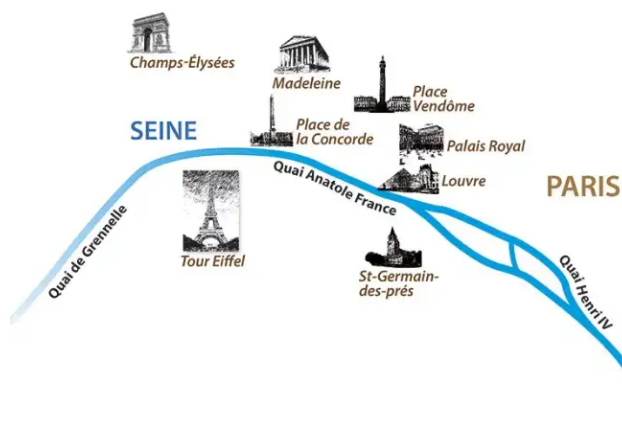 Champs-Élysées
Madeleine
Place
Vendôme
SEINE
Place de
la Concorde
Palais Royal
Quai Anatole France
Louvre
PARIS
Quai de Grennelle
Tour Eiffel
St-Germain-
des-prés
Quai Henri IV